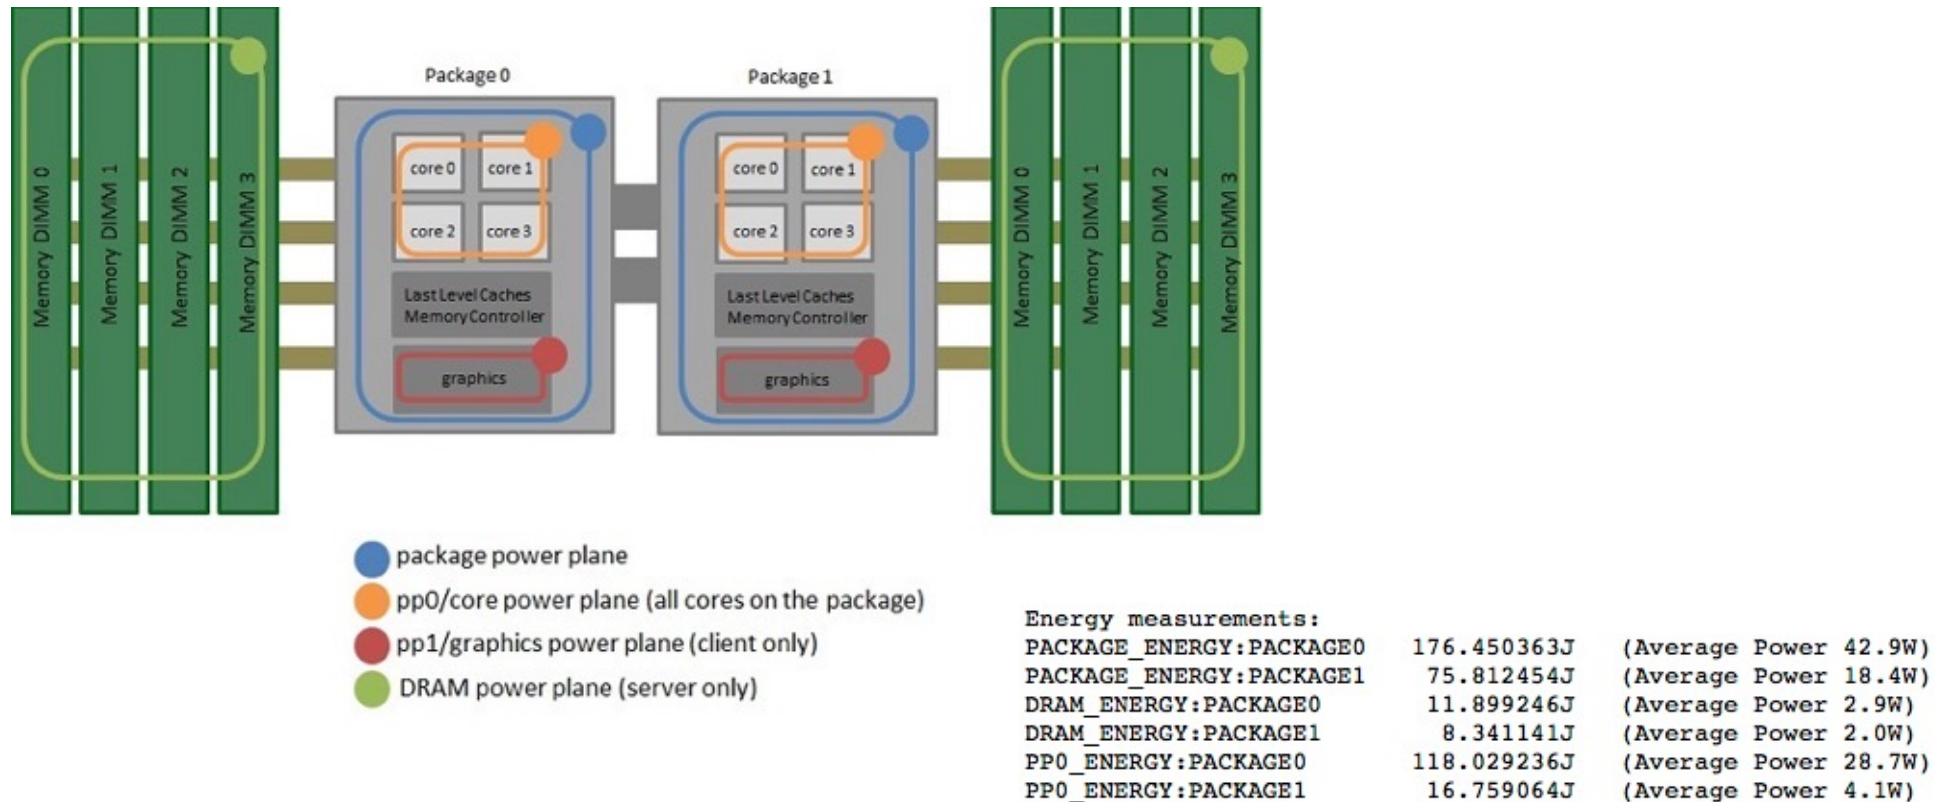 Package 0
Package 1
Memory DIMM 0
Memory DIMM 1
Memory DIMM 2
Memory DIMM 3
core 0
core 1
core 2
core 3
Last Level Caches
Memory Controller
graphics
core 0
core 1
core 2
core 3
Last Level Caches
Memory Controller
graphics
Memory DIMM 0
Memory DIMM 1
Memory DIMM 2
Memory DIMM 3
package power plane
pp0/core power plane (all cores on the package)
pp1/graphics power plane (client only)
DRAM power plane (server only)
Energy measurements:
PACKAGE_ENERGY:PACKAGE0 176.450363J (Average Power 42.9W)
PACKAGE_ENERGY:PACKAGE1 75.812454J (Average Power 18.4W)
DRAM_ENERGY:PACKAGE0 11.899246J (Average Power 2.9W)
DRAM_ENERGY:PACKAGE1 8.341141J (Average Power 2.0W)
PP0_ENERGY:PACKAGE0 118.029236J (Average Power 28.7W)
PP0_ENERGY:PACKAGE1 16.759064J (Average Power 4.1W)